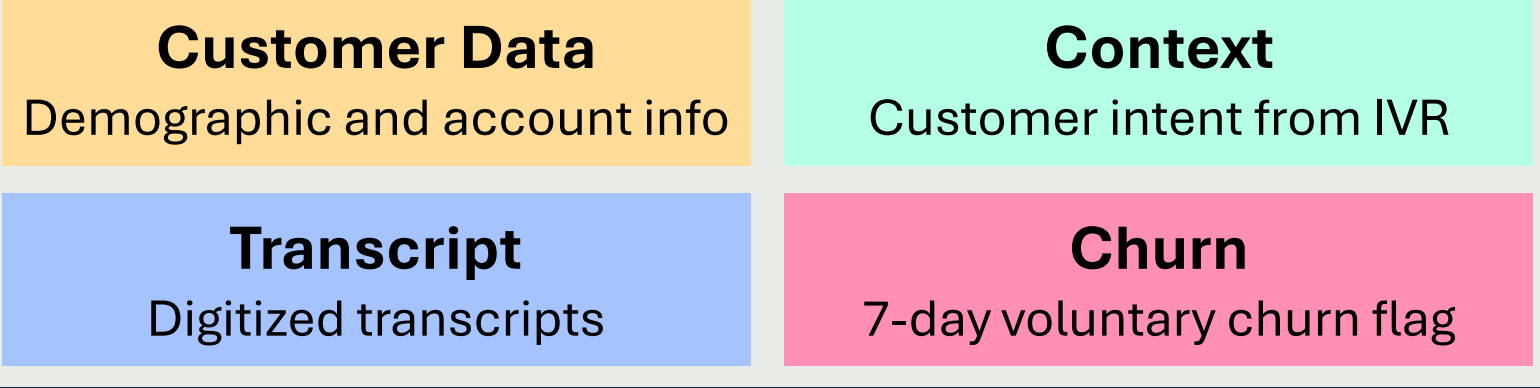 Customer Data
Demographic and account info
Context
Customer intent from IVR
Transcript
Digitized transcripts
Churn
7-day voluntary churn flag